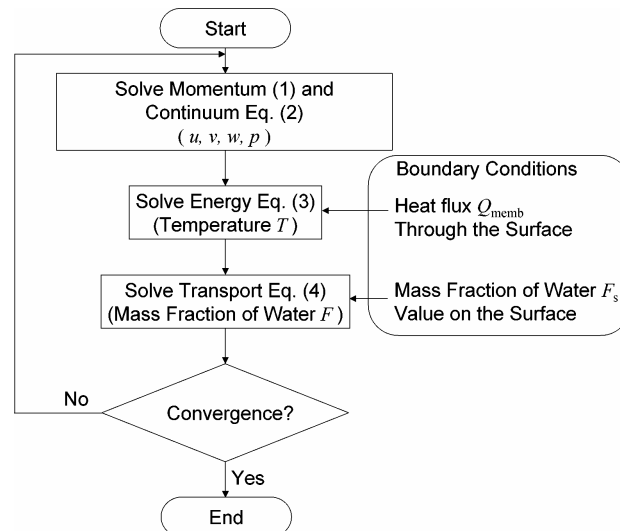 Start
Solve Momentum (1) and
Continuum Eq. (2)
( u, v, w, p )
Boundary Conditions
Solve Energy Eq. (3)
(Temperature T )
Heat flux Qmemb
Through the Surface
Solve Transport Eq. (4)
(Mass Fraction of Water F )
Mass Fraction of Water Fs
Value on the Surface
No
Convergence?
Yes
End